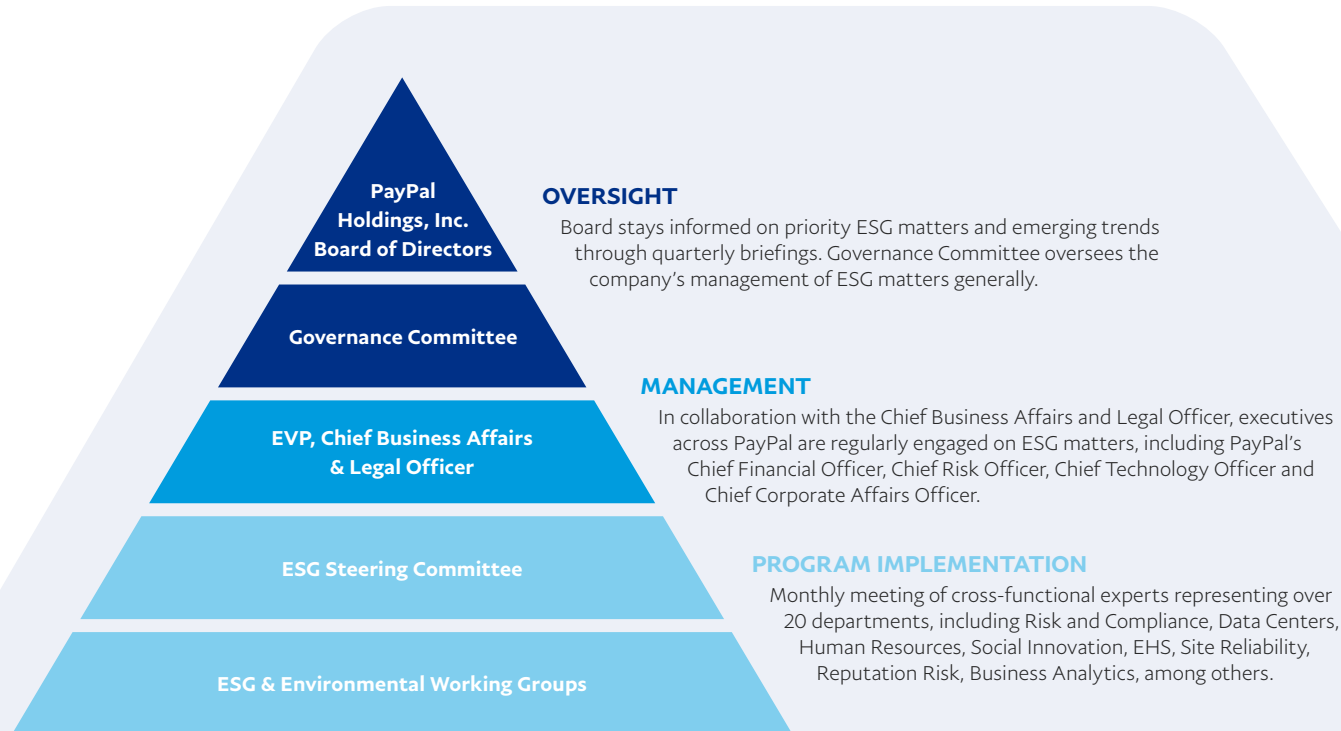 PayPal
Holdings, Inc.
Board of Directors
OVERSIGHT
Board stays informed on priority ESG matters and emerging trends
through quarterly briefings. Governance Committee oversees the
company's management of ESG matters generally.
Governance Committee
MANAGEMENT
In collaboration with the Chief Business Affairs and Legal Officer, executives
across PayPal are regularly engaged on ESG matters, including PayPal's
Chief Financial Officer, Chief Risk Officer, Chief Technology Officer and
Chief Corporate Affairs Officer.
EVP, Chief Business Affairs
& Legal Officer
ESG Steering Committee
PROGRAM IMPLEMENTATION
Monthly meeting of cross-functional experts representing over
20 departments, including Risk and Compliance, Data Centers,
Human Resources, Social Innovation, EHS, Site Reliability,
Reputation Risk, Business Analytics, among others.
ESG & Environmental Working Groups